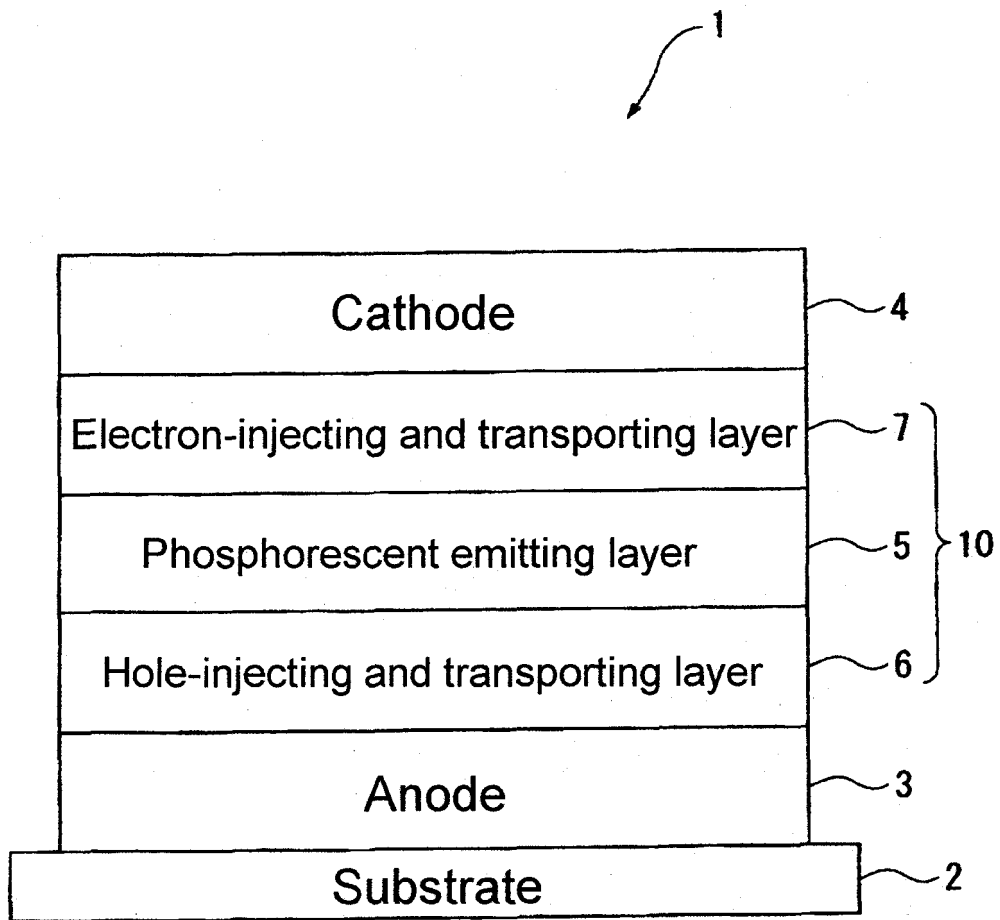 1
Cathode 4
Electron-injecting and transporting layer 7
Phosphorescent emitting layer 5 10
Hole-injecting and transporting layer 6
Anode 3
Substrate 2